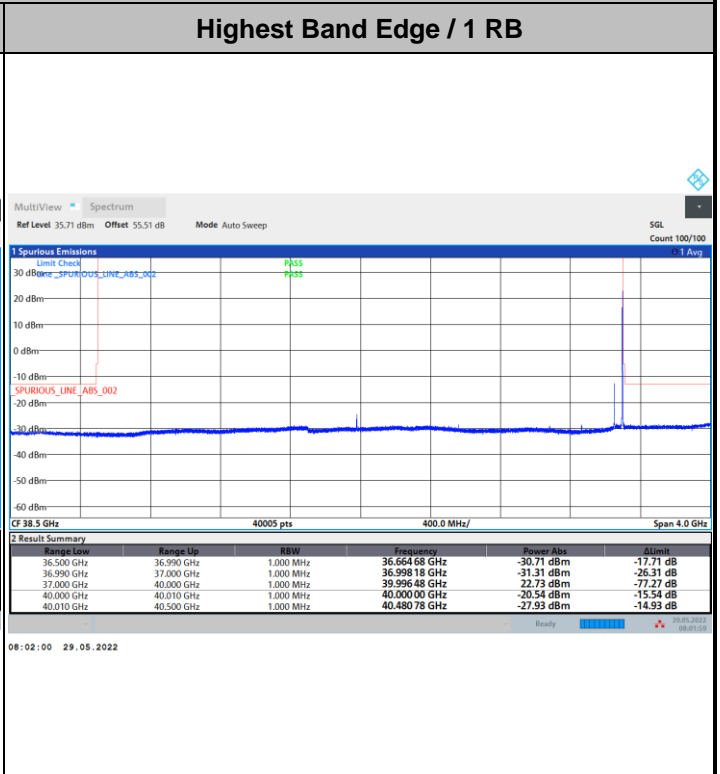 Highest Band Edge / 1 RB
MultiView Spectrum
Ref Level 35.71 dBm Offset 55.51 dB Mode Auto Sweep SGL
Count 100/100
1 Spurious Emissions 1 Avg
Limit Check PASS
30 dBm Line _SPURIOUS_LINE_ABS_002 PASS
20 dBm
10 dBm
0 dBm
-10 dBm
_SPURIOUS_LINE_ABS_002
-20 dBm
-30 dBm
-40 dBm
-50 dBm
-60 dBm
CF 38.5 GHz 40005 pts 400.0 MHz/ Span 4.0 GHz
2 Result Summary
Range Low Range Up RBW Frequency Power Abs ΔLimit
36.500 GHz 36.990 GHz 1.000 MHz 36.664 68 GHz -30.71 dBm -17.71 dB
36.990 GHz 37.000 GHz 1.000 MHz 36.998 18 GHz -31.31 dBm -26.31 dB
37.000 GHz 40.000 GHz 1.000 MHz 39.996 48 GHz 22.73 dBm -77.27 dB
40.000 GHz 40.010 GHz 1.000 MHz 40.000 00 GHz -20.54 dBm -15.54 dB
40.010 GHz 40.500 GHz 1.000 MHz 40.480 78 GHz -27.93 dBm -14.93 dB
Ready 29.05.2022
08:01:59
08:02:00 29.05.2022